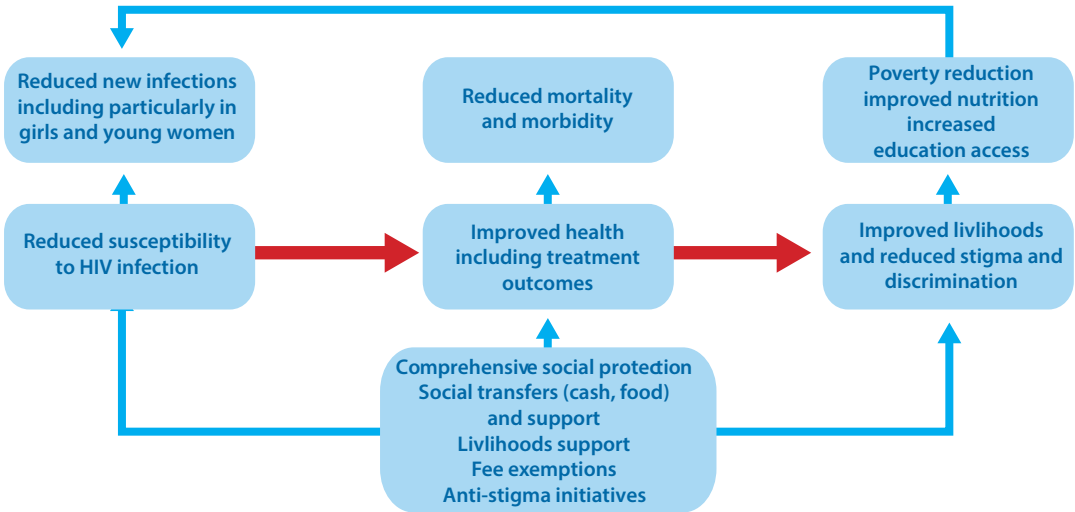 Reduced new infections
including particularly in
girls and young women
Reduced mortality
and morbidity
Poverty reduction
improved nutrition
increased
education access
Reduced susceptibility
to HIV infection
Improved health
including treatment
outcomes
Improved livlihoods
and reduced stigma and
discrimination
Comprehensive social protection
Social transfers (cash, food)
and support
Livlihoods support
Fee exemptions
Anti-stigma initiatives